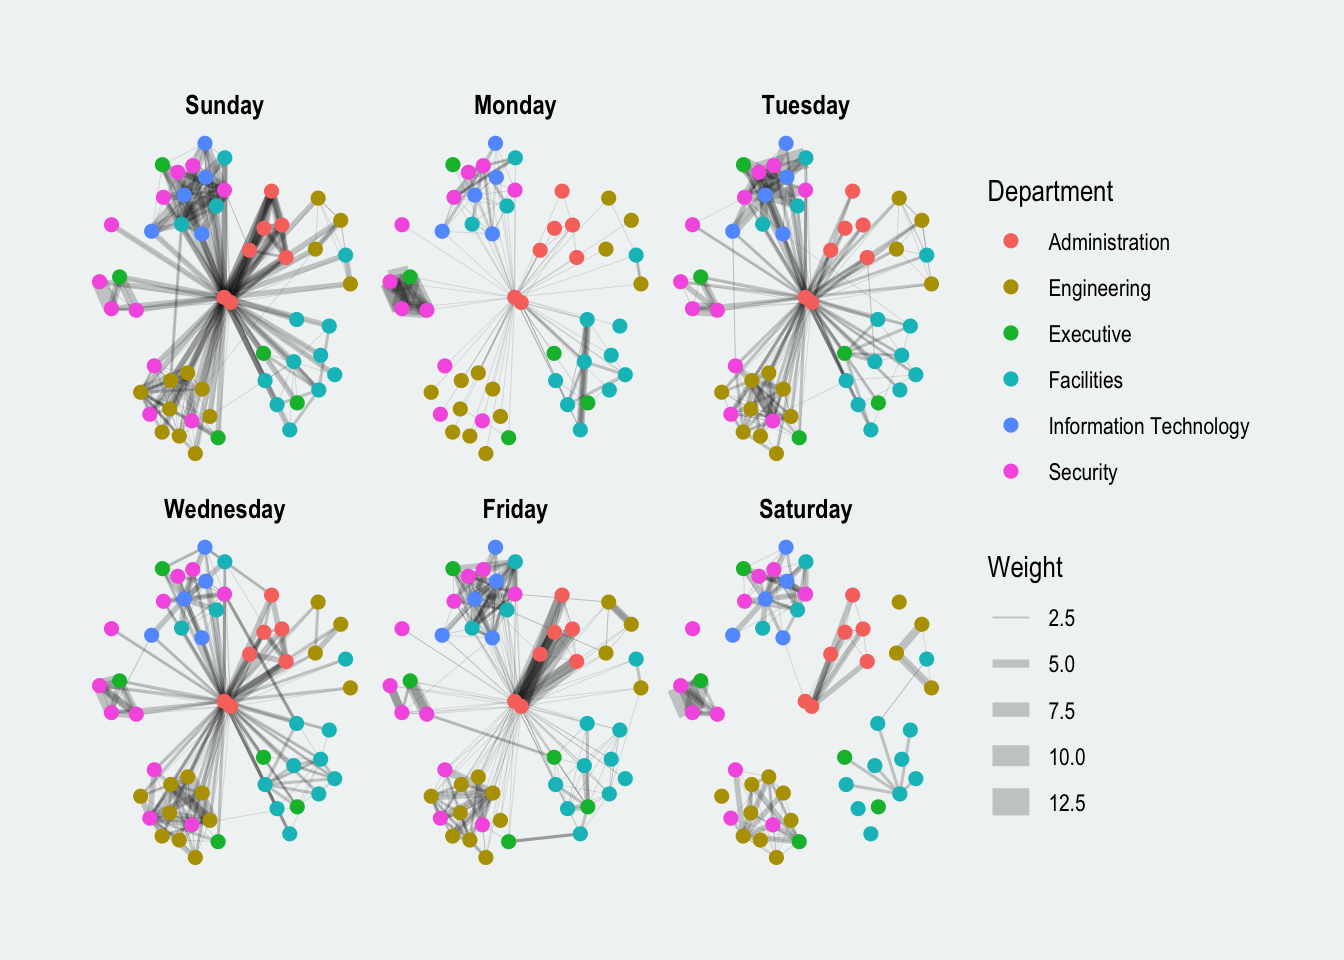 Sunday
Monday
Tuesday
Wednesday
Friday
Saturday
Department
Administration
Engineering
Executive
Facilities
Information Technology
Security
Weight
2.5
5.0
7.5
10.0
12.5